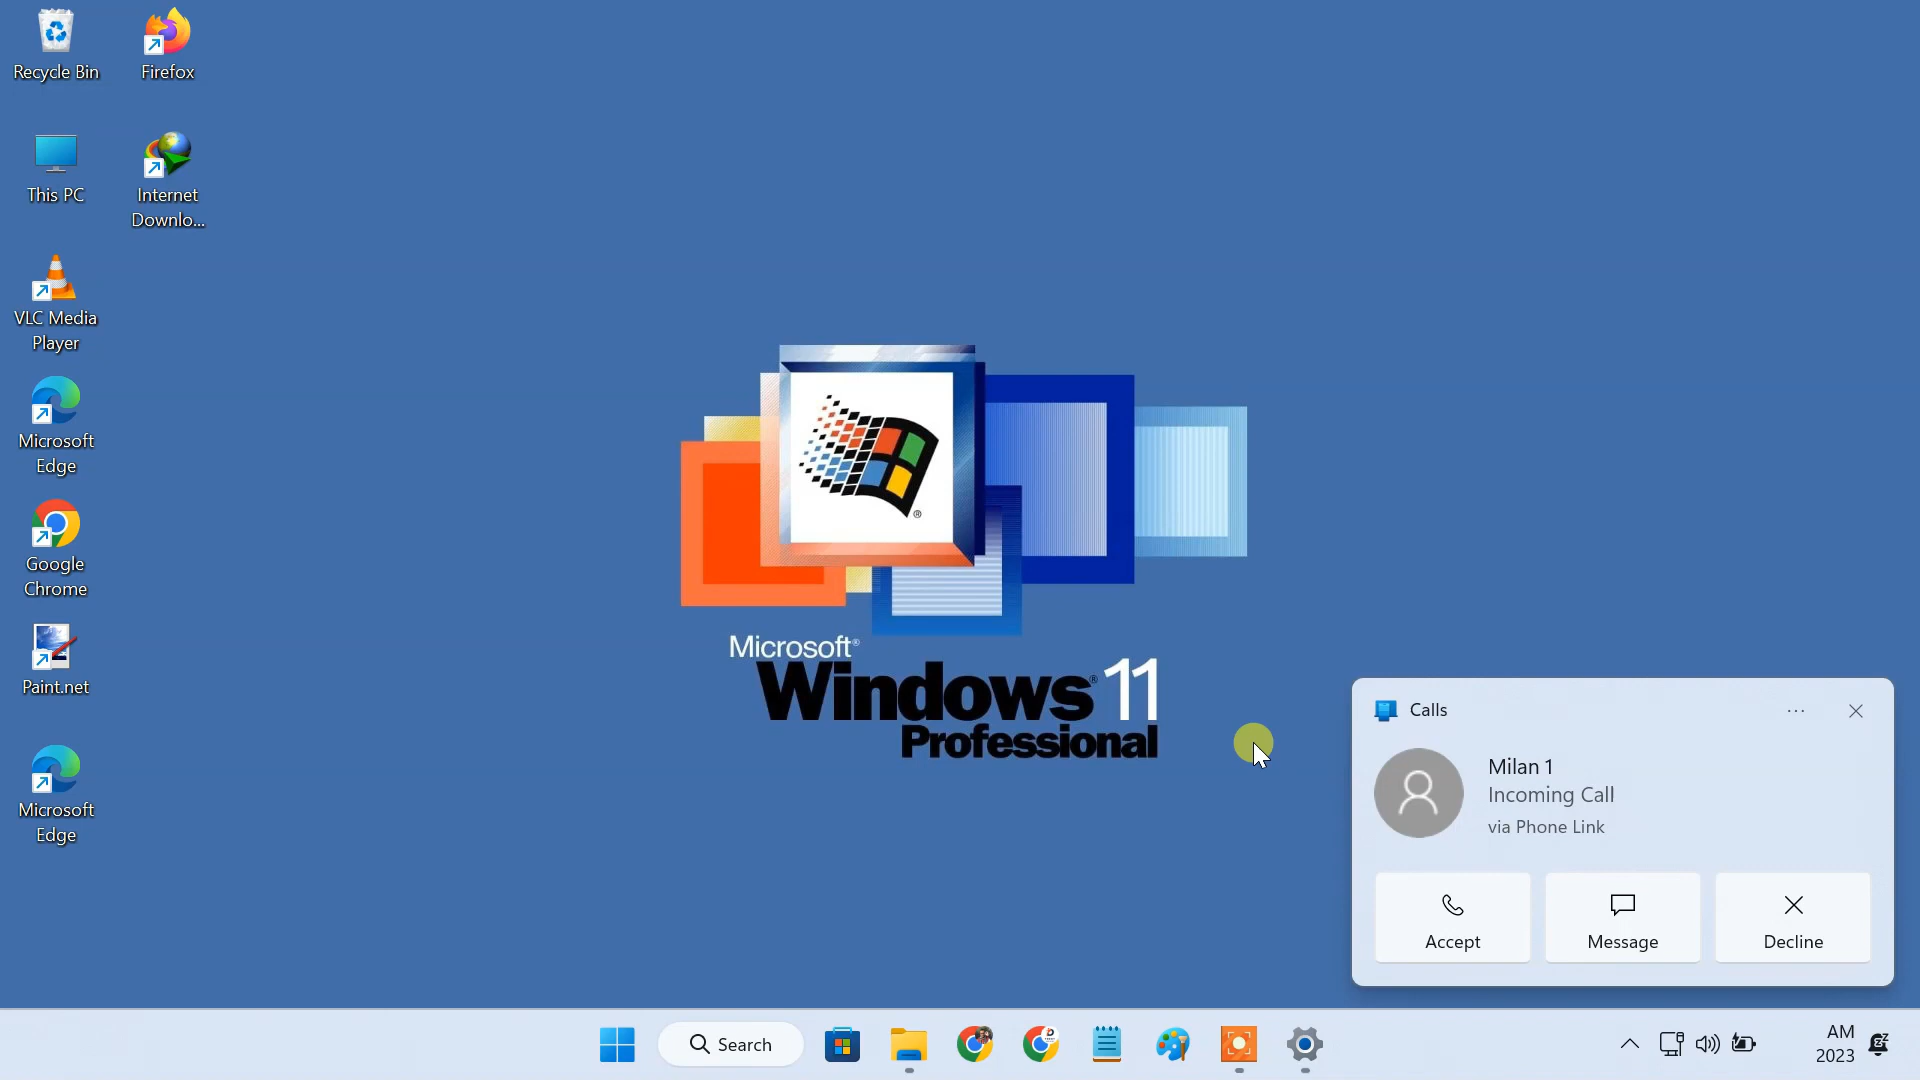 Recycle Bin
Firefox
This PC
Internet
Downlo...
VLC Media
Player
Microsoft
Edge
Google
Chrome
Paint.net
Microsoft
Edge
Microsoft®
Windows® 11
Professional
®
Calls
Milan 1
Incoming Call
via Phone Link
Accept
Message
Decline
Search
D
AM
2023